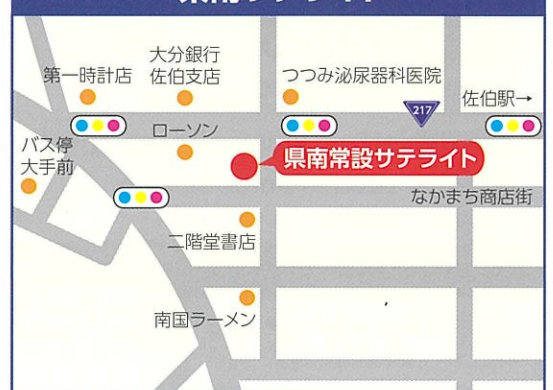 大分銀行
佐伯支店
第一時計店
つつみ泌尿器科医院
217
佐伯駅→
バス停
大手前
ローソン
県南常設サテライト
なかまち商店街
二階堂書店
南国ラーメン